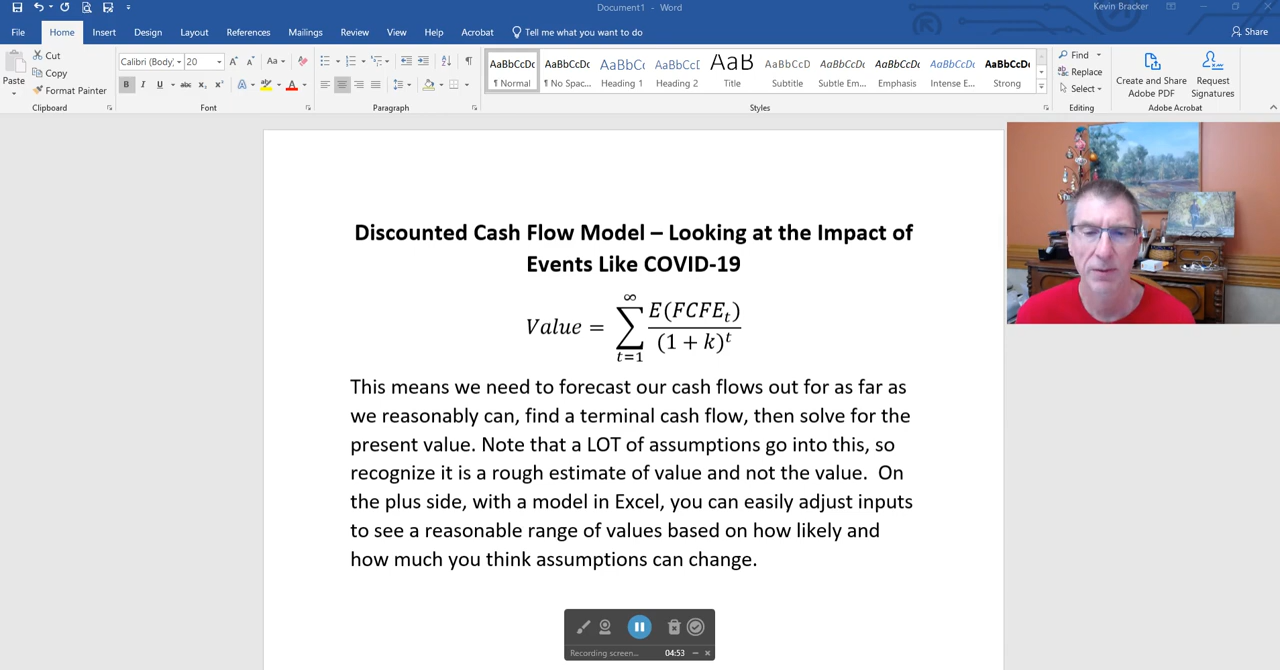 Document1 - Word
Kevin Bracker
File Home Insert Design Layout References Mailings Review View Help Acrobat Tell me what you want to do Share
Paste
Cut
Copy
Format Painter
Clipboard
Calibri (Body) 20
Font
Paragraph
AaBbCcDc AaBbCcDc AaBbC AaBbCcC AaB AaBbCcD AaBbCcDc AaBbCcDc AaBbCcDc AaBbCcDc
¶ Normal ¶ No Spac... Heading 1 Heading 2 Title Subtitle Subtle Em... Emphasis Intense E... Strong
Styles
Find
Replace
Select
Editing
Create and Share Adobe PDF
Request Signatures
Adobe Acrobat
Discounted Cash Flow Model – Looking at the Impact of
Events Like COVID-19
Value = ∑_{t=1}^{∞} E(FCFE_t) / (1 + k)^t
This means we need to forecast our cash flows out for as far as
we reasonably can, find a terminal cash flow, then solve for the
present value. Note that a LOT of assumptions go into this, so
recognize it is a rough estimate of value and not the value.  On
the plus side, with a model in Excel, you can easily adjust inputs
to see a reasonable range of values based on how likely and
how much you think assumptions can change.
Recording screen... 04:53